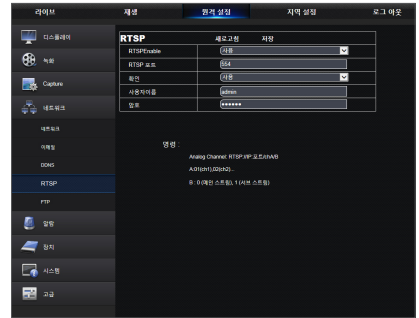 라이브 재생 원격 설정 지역 설정 로그 아웃
디스플레이
녹화
Capture
네트워크
네트워크
이메일
DDNS
RTSP
FTP
알람
장치
시스템
고급
RTSP 새로고침 저장
RTSPEnable 사용
RTSP 포트 554
확인 사용
사용자이름 admin
암호 ●●●●●●
명령 :
Analog Channel: RTSP://IP:포트/chA/B
A:01(ch1),02(ch2)...
B : 0 (메인 스트림), 1 (서브 스트림)